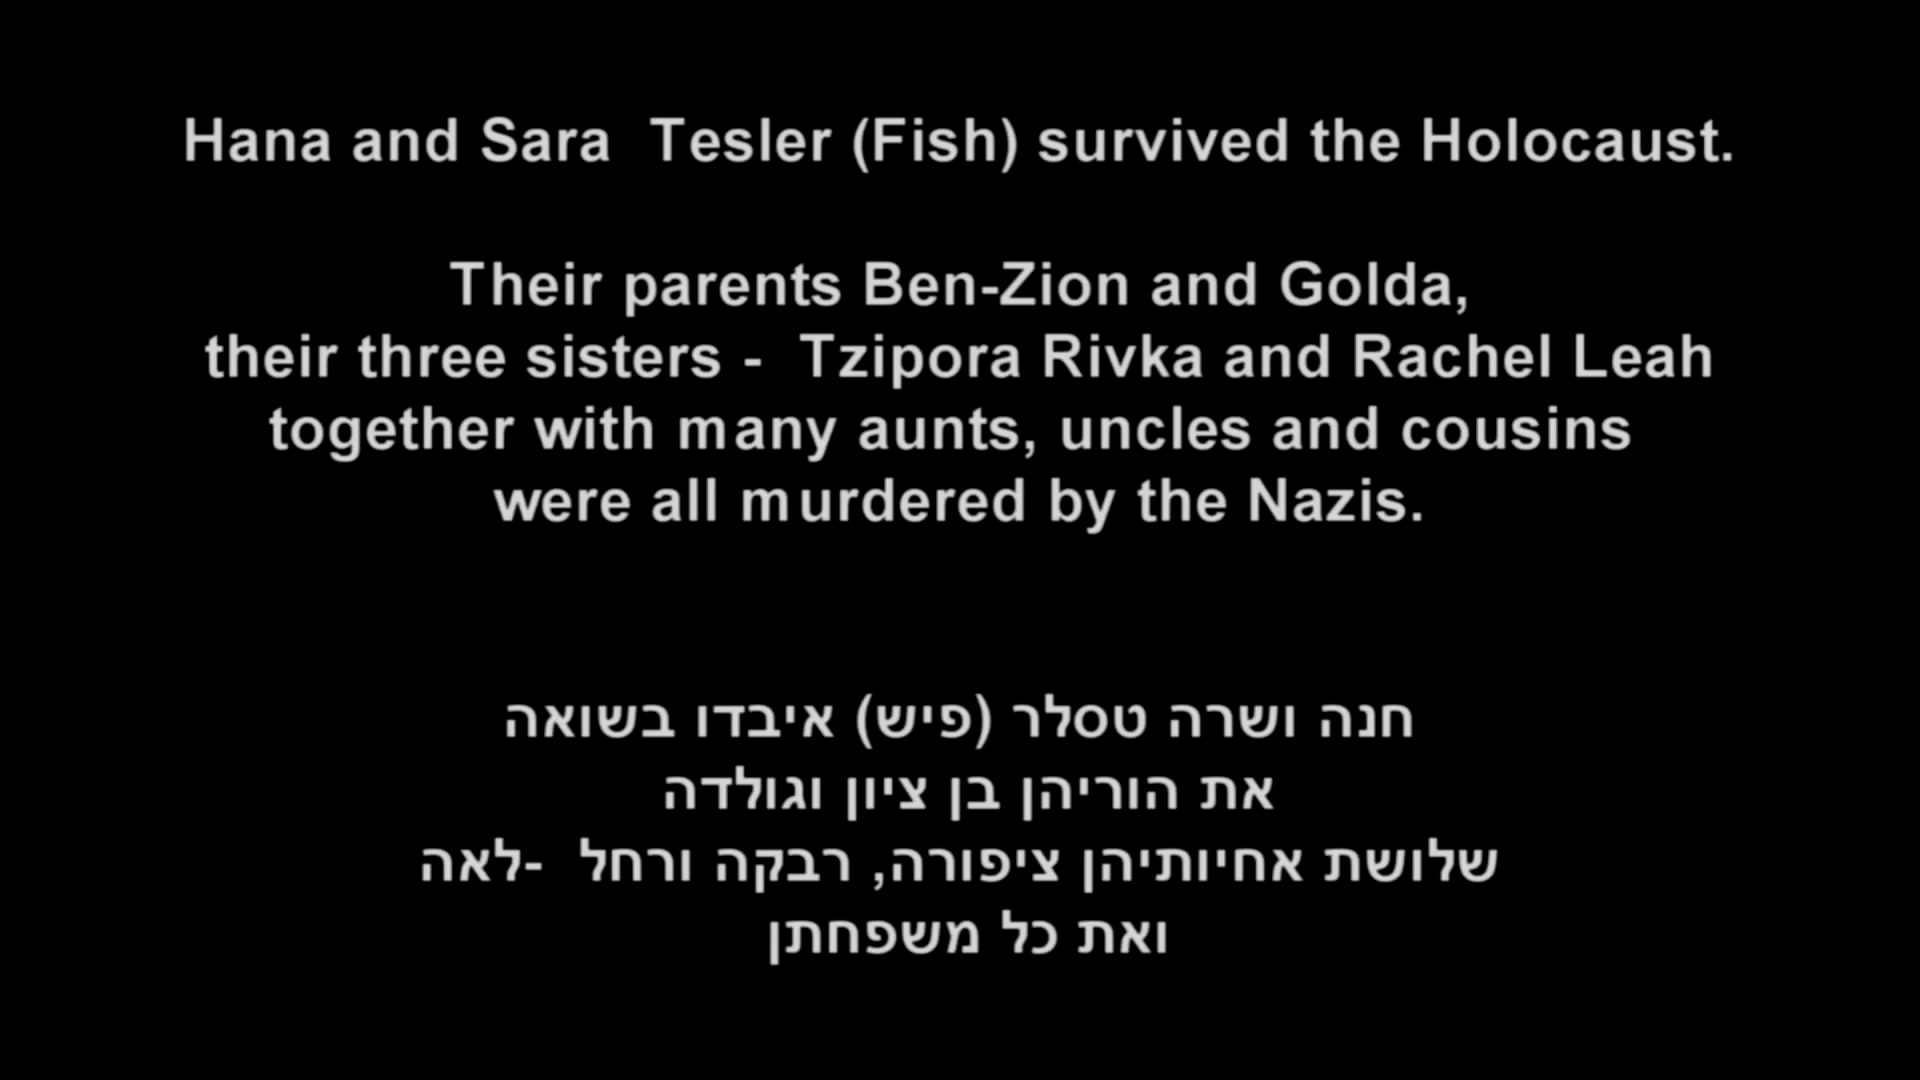 Hana and Sara  Tesler (Fish) survived the Holocaust.
Their parents Ben-Zion and Golda,
their three sisters -  Tzipora Rivka and Rachel Leah
together with many aunts, uncles and cousins
were all murdered by the Nazis.
חנה ושרה טסלר (פיש) איבדו בשואה
את הוריהן בן ציון וגולדה
שלושת אחיותיהן ציפורה, רבקה ורחל  -לאה
ואת כל משפחתן